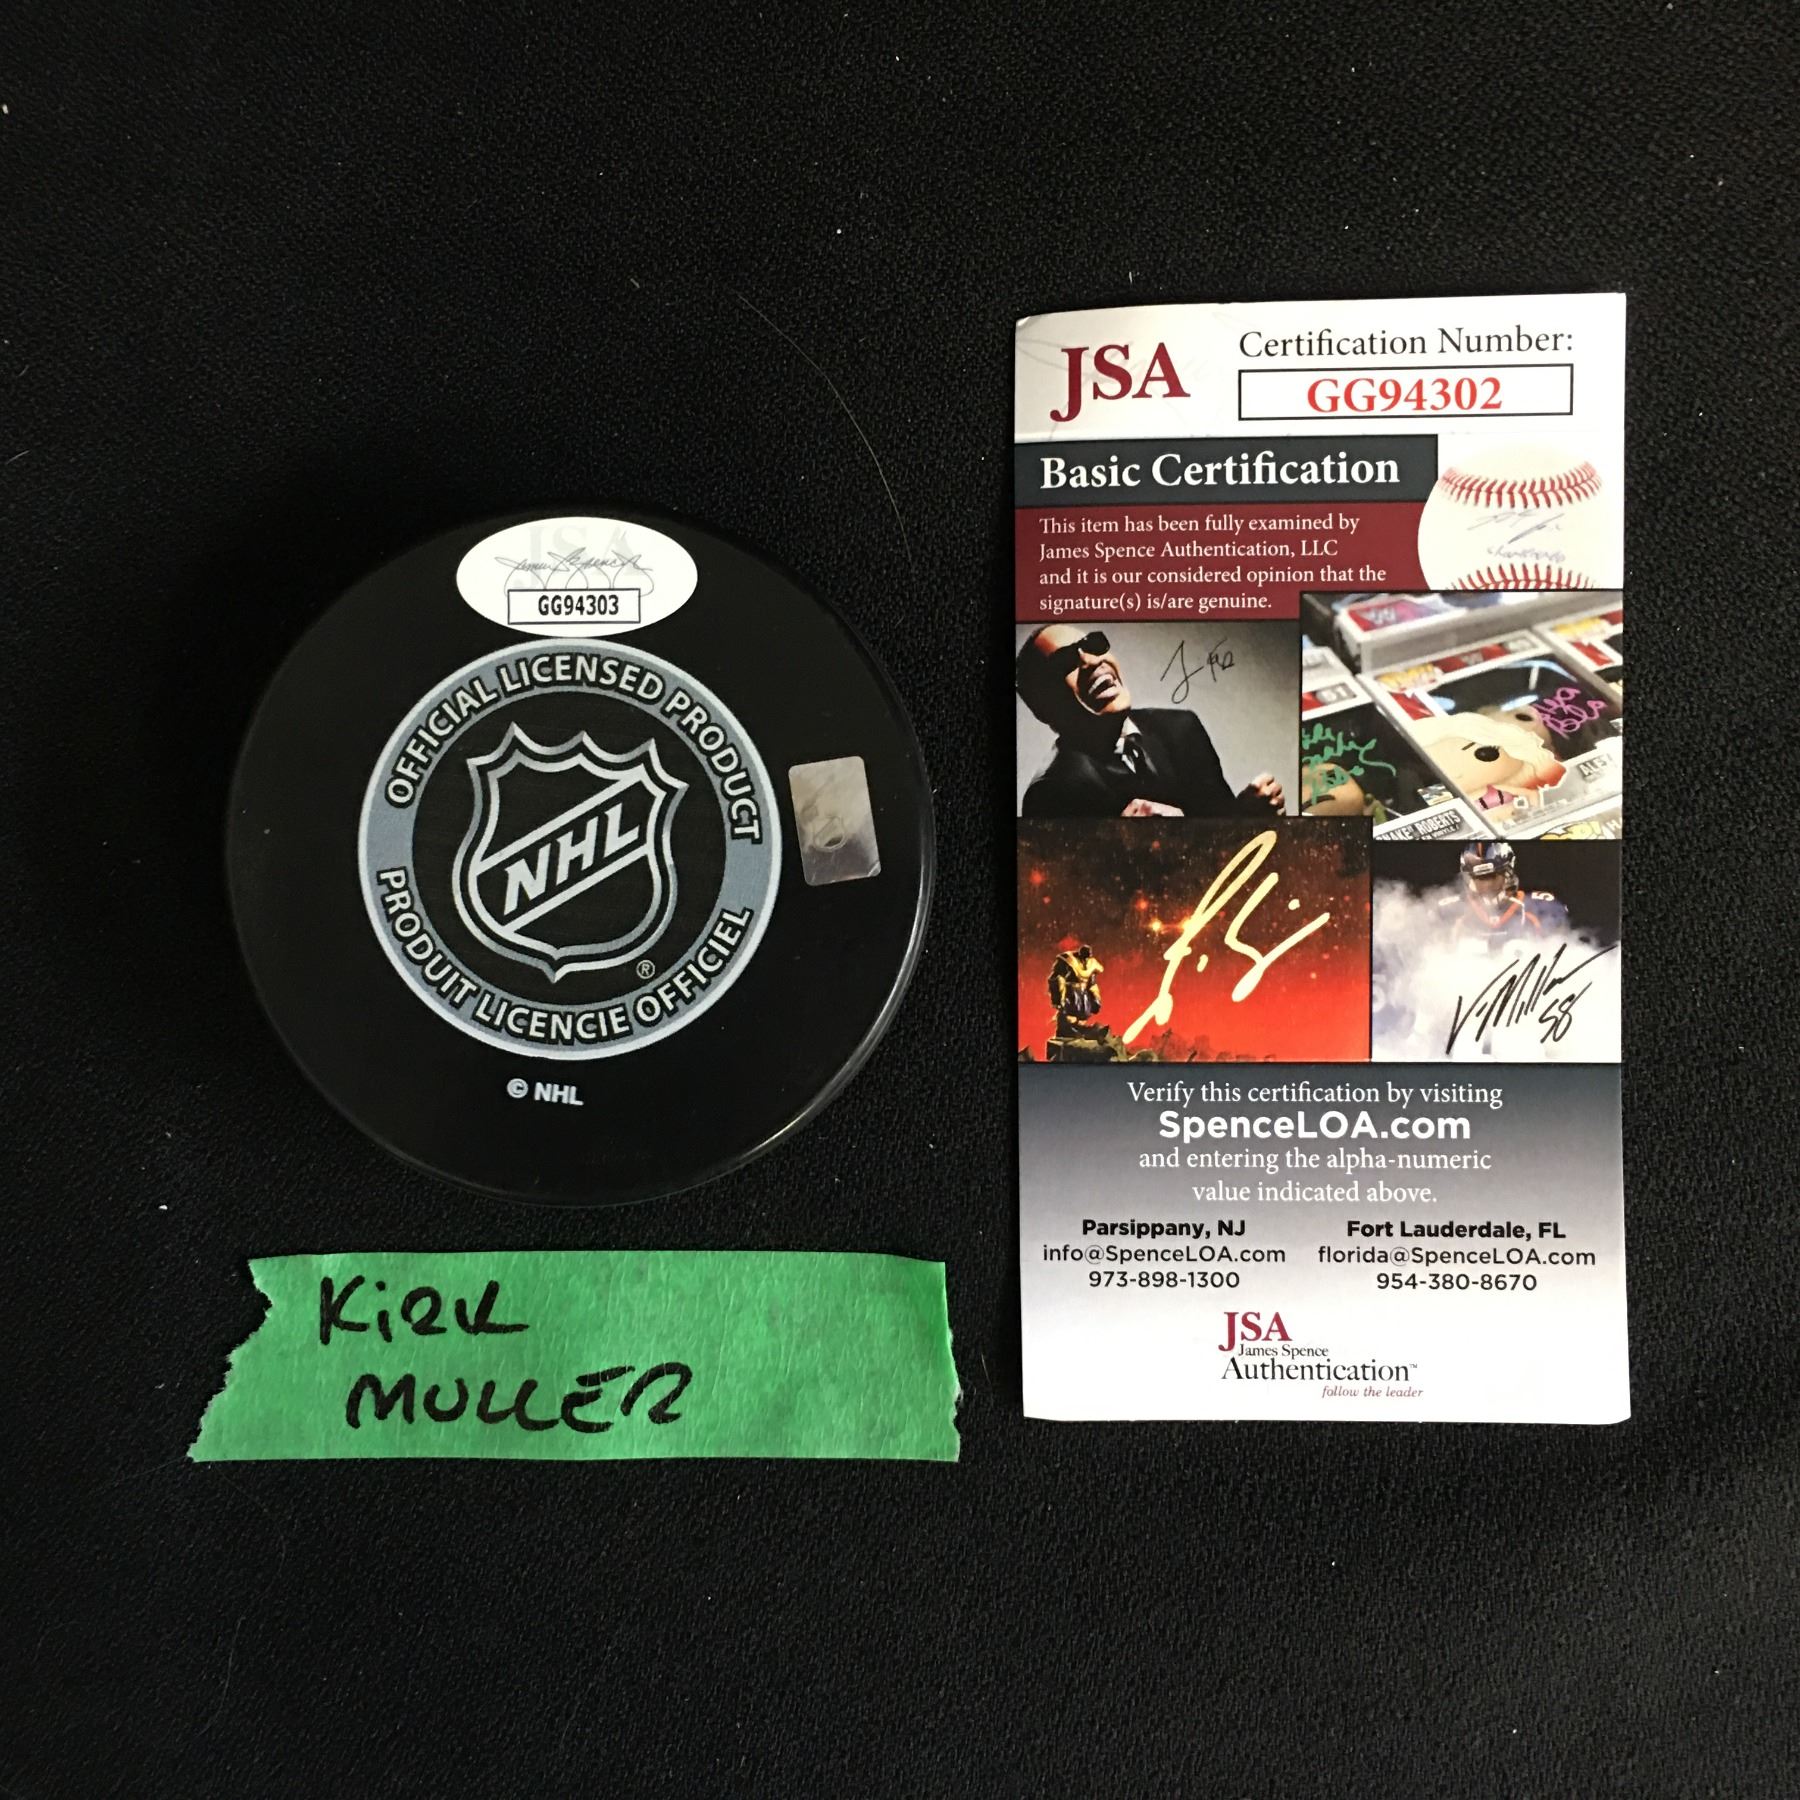 JSA
GG94303
OFFICIAL LICENSED PRODUCT
NHL
®
PRODUIT LICENCIE OFFICIEL
© NHL
KiRK
MULLER
JSA
Certification Number:
GG94302
Basic Certification
This item has been fully examined by
James Spence Authentication, LLC
and it is our considered opinion that the
signature(s) is/are genuine.
ROBERTS
Verify this certification by visiting
SpenceLOA.com
and entering the alpha-numeric
value indicated above.
Parsippany, NJ
info@SpenceLOA.com
973-898-1300
Fort Lauderdale, FL
florida@SpenceLOA.com
954-380-8670
JSA
James Spence
Authentication™
follow the leader